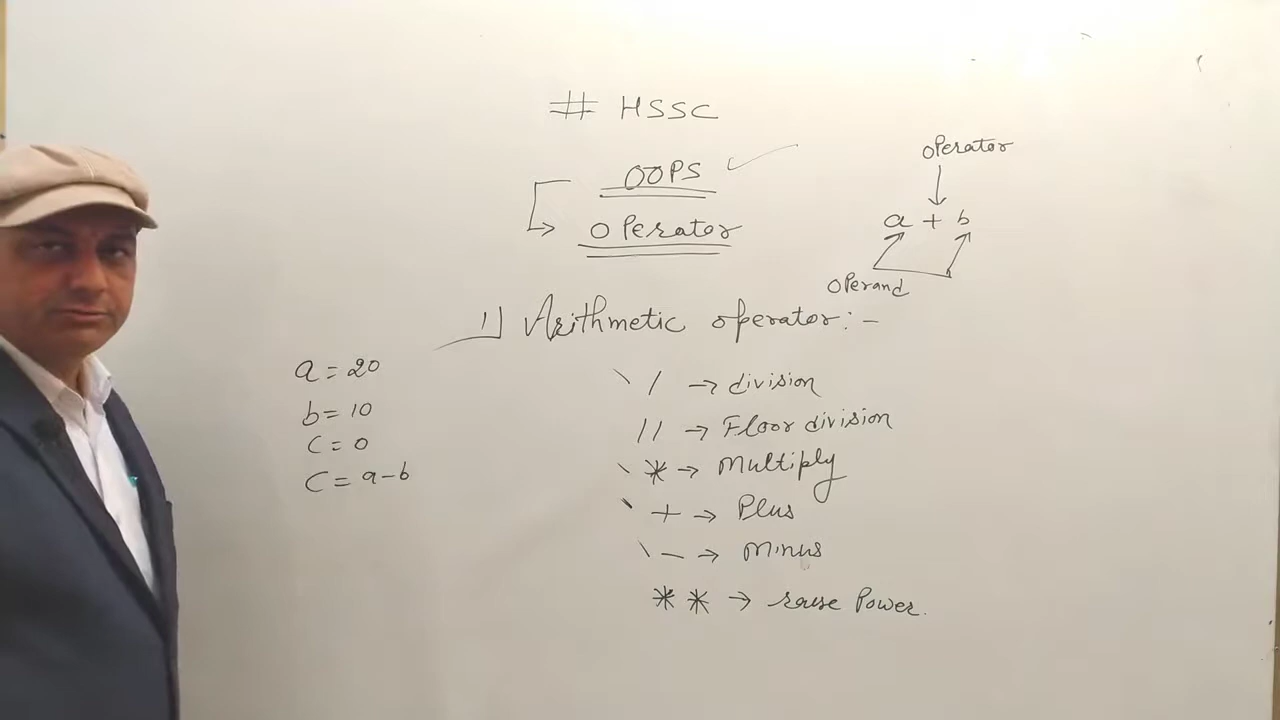 # HSSC
OOPS
operator
operator
a + b
operand
1) Arithmetic operator:-
/ → division
// → Floor division
* → Multiply
+ → Plus
- → Minus
** → raise Power.
a = 20
b = 10
C = 0
C = a-b